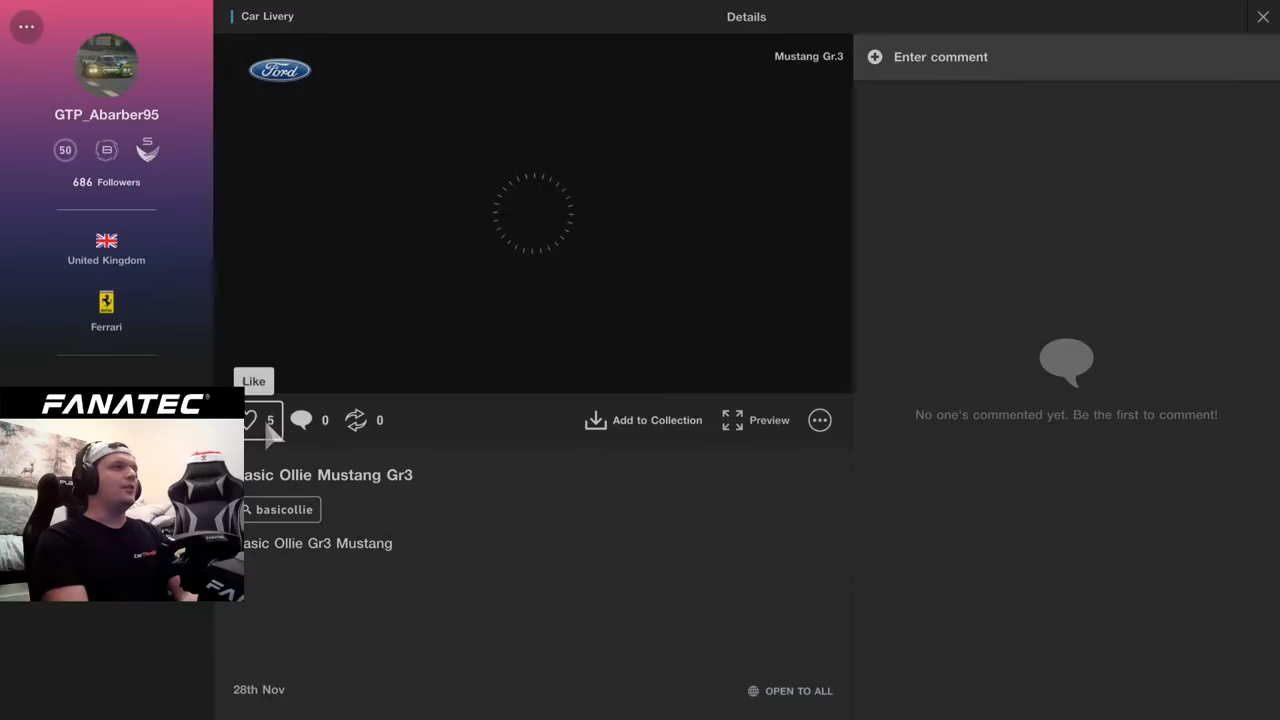 Car Livery
Details
Ford
Mustang Gr.3
Enter comment
GTP_Abarber95
50
B
S
686 Followers
United Kingdom
Ferrari
Like
5
0
0
Add to Collection
Preview
No one's commented yet. Be the first to comment!
FANATEC®
asic Ollie Mustang Gr3
basicollie
asic Ollie Gr3 Mustang
28th Nov
OPEN TO ALL